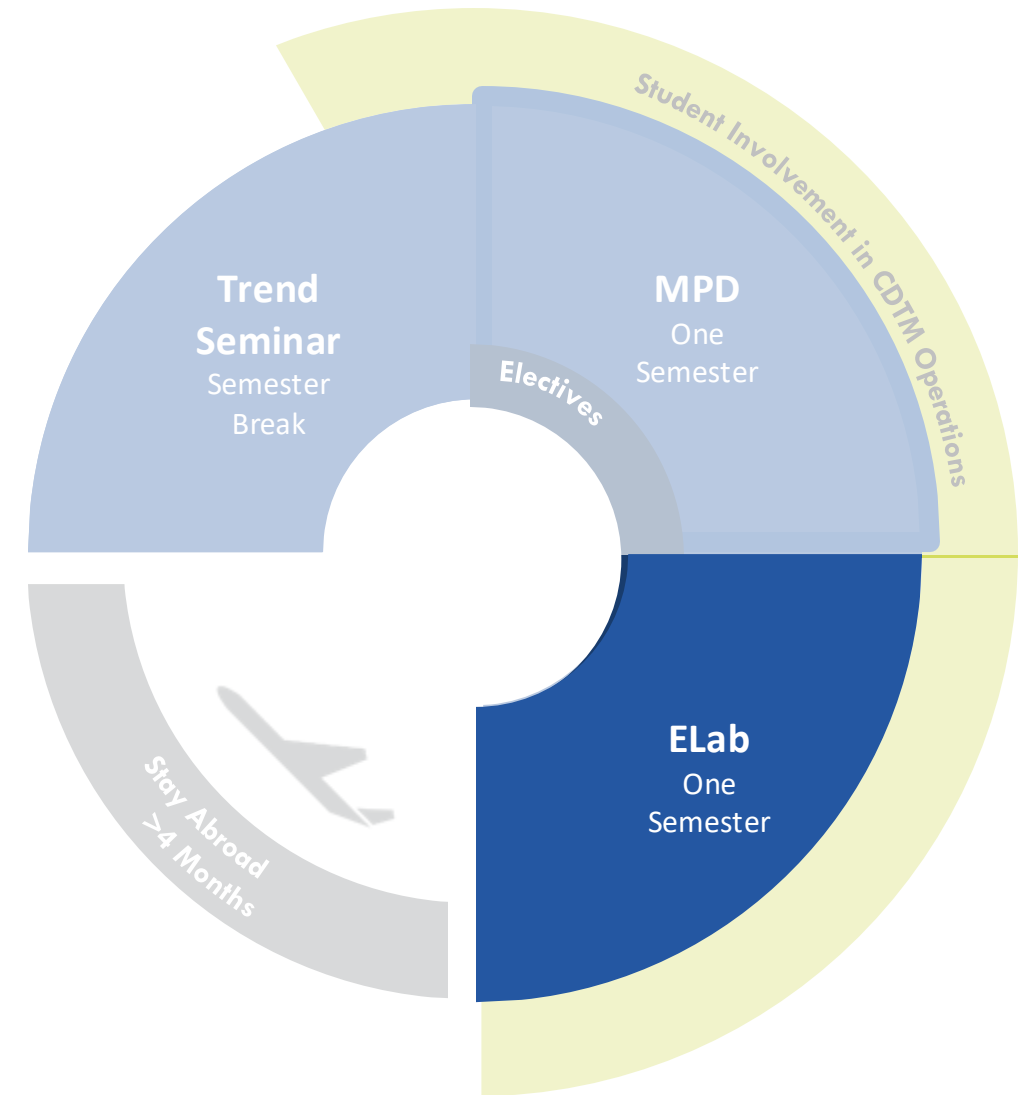 Student Involvement in CDTM Operations
Trend
Seminar
Semester
Break
MPD
One
Semester
Electives
ELab
One
Semester
Stay Abroad
>4 Months